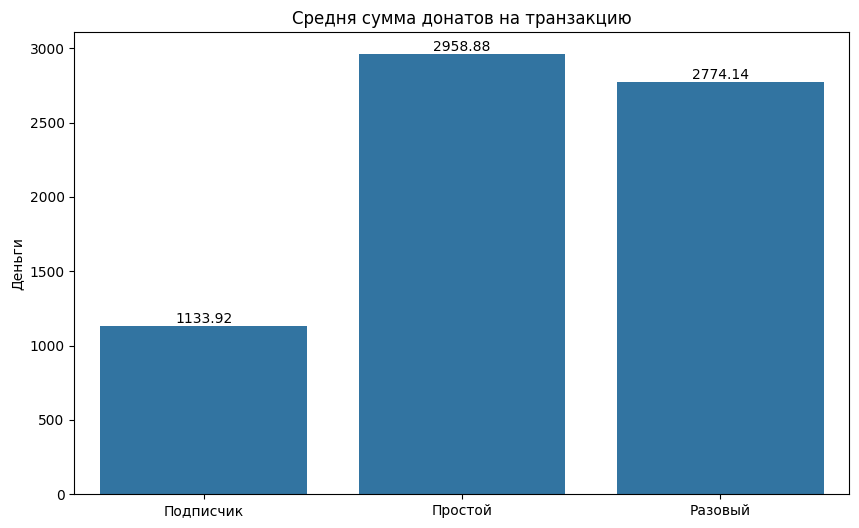 Средня сумма донатов на транзакцию
Деньги
3000
2500
2000
1500
1000
500
0
1133.92
2958.88
2774.14
Подписчик
Простой
Разовый